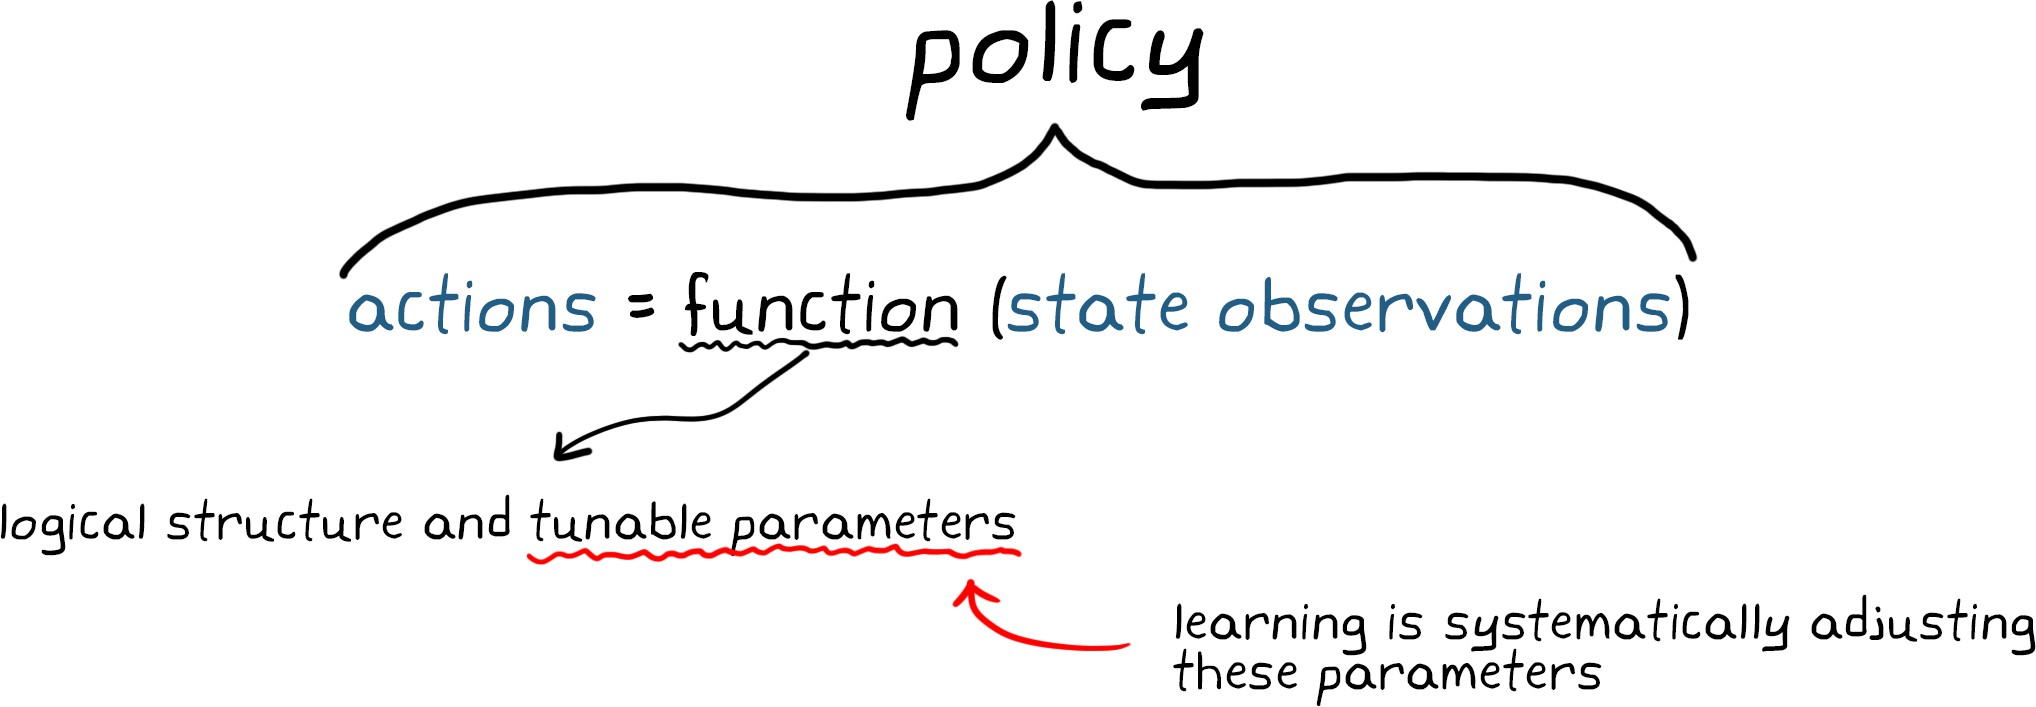 policy
actions = function (state observations)
logical structure and tunable parameters
learning is systematically adjusting
these parameters